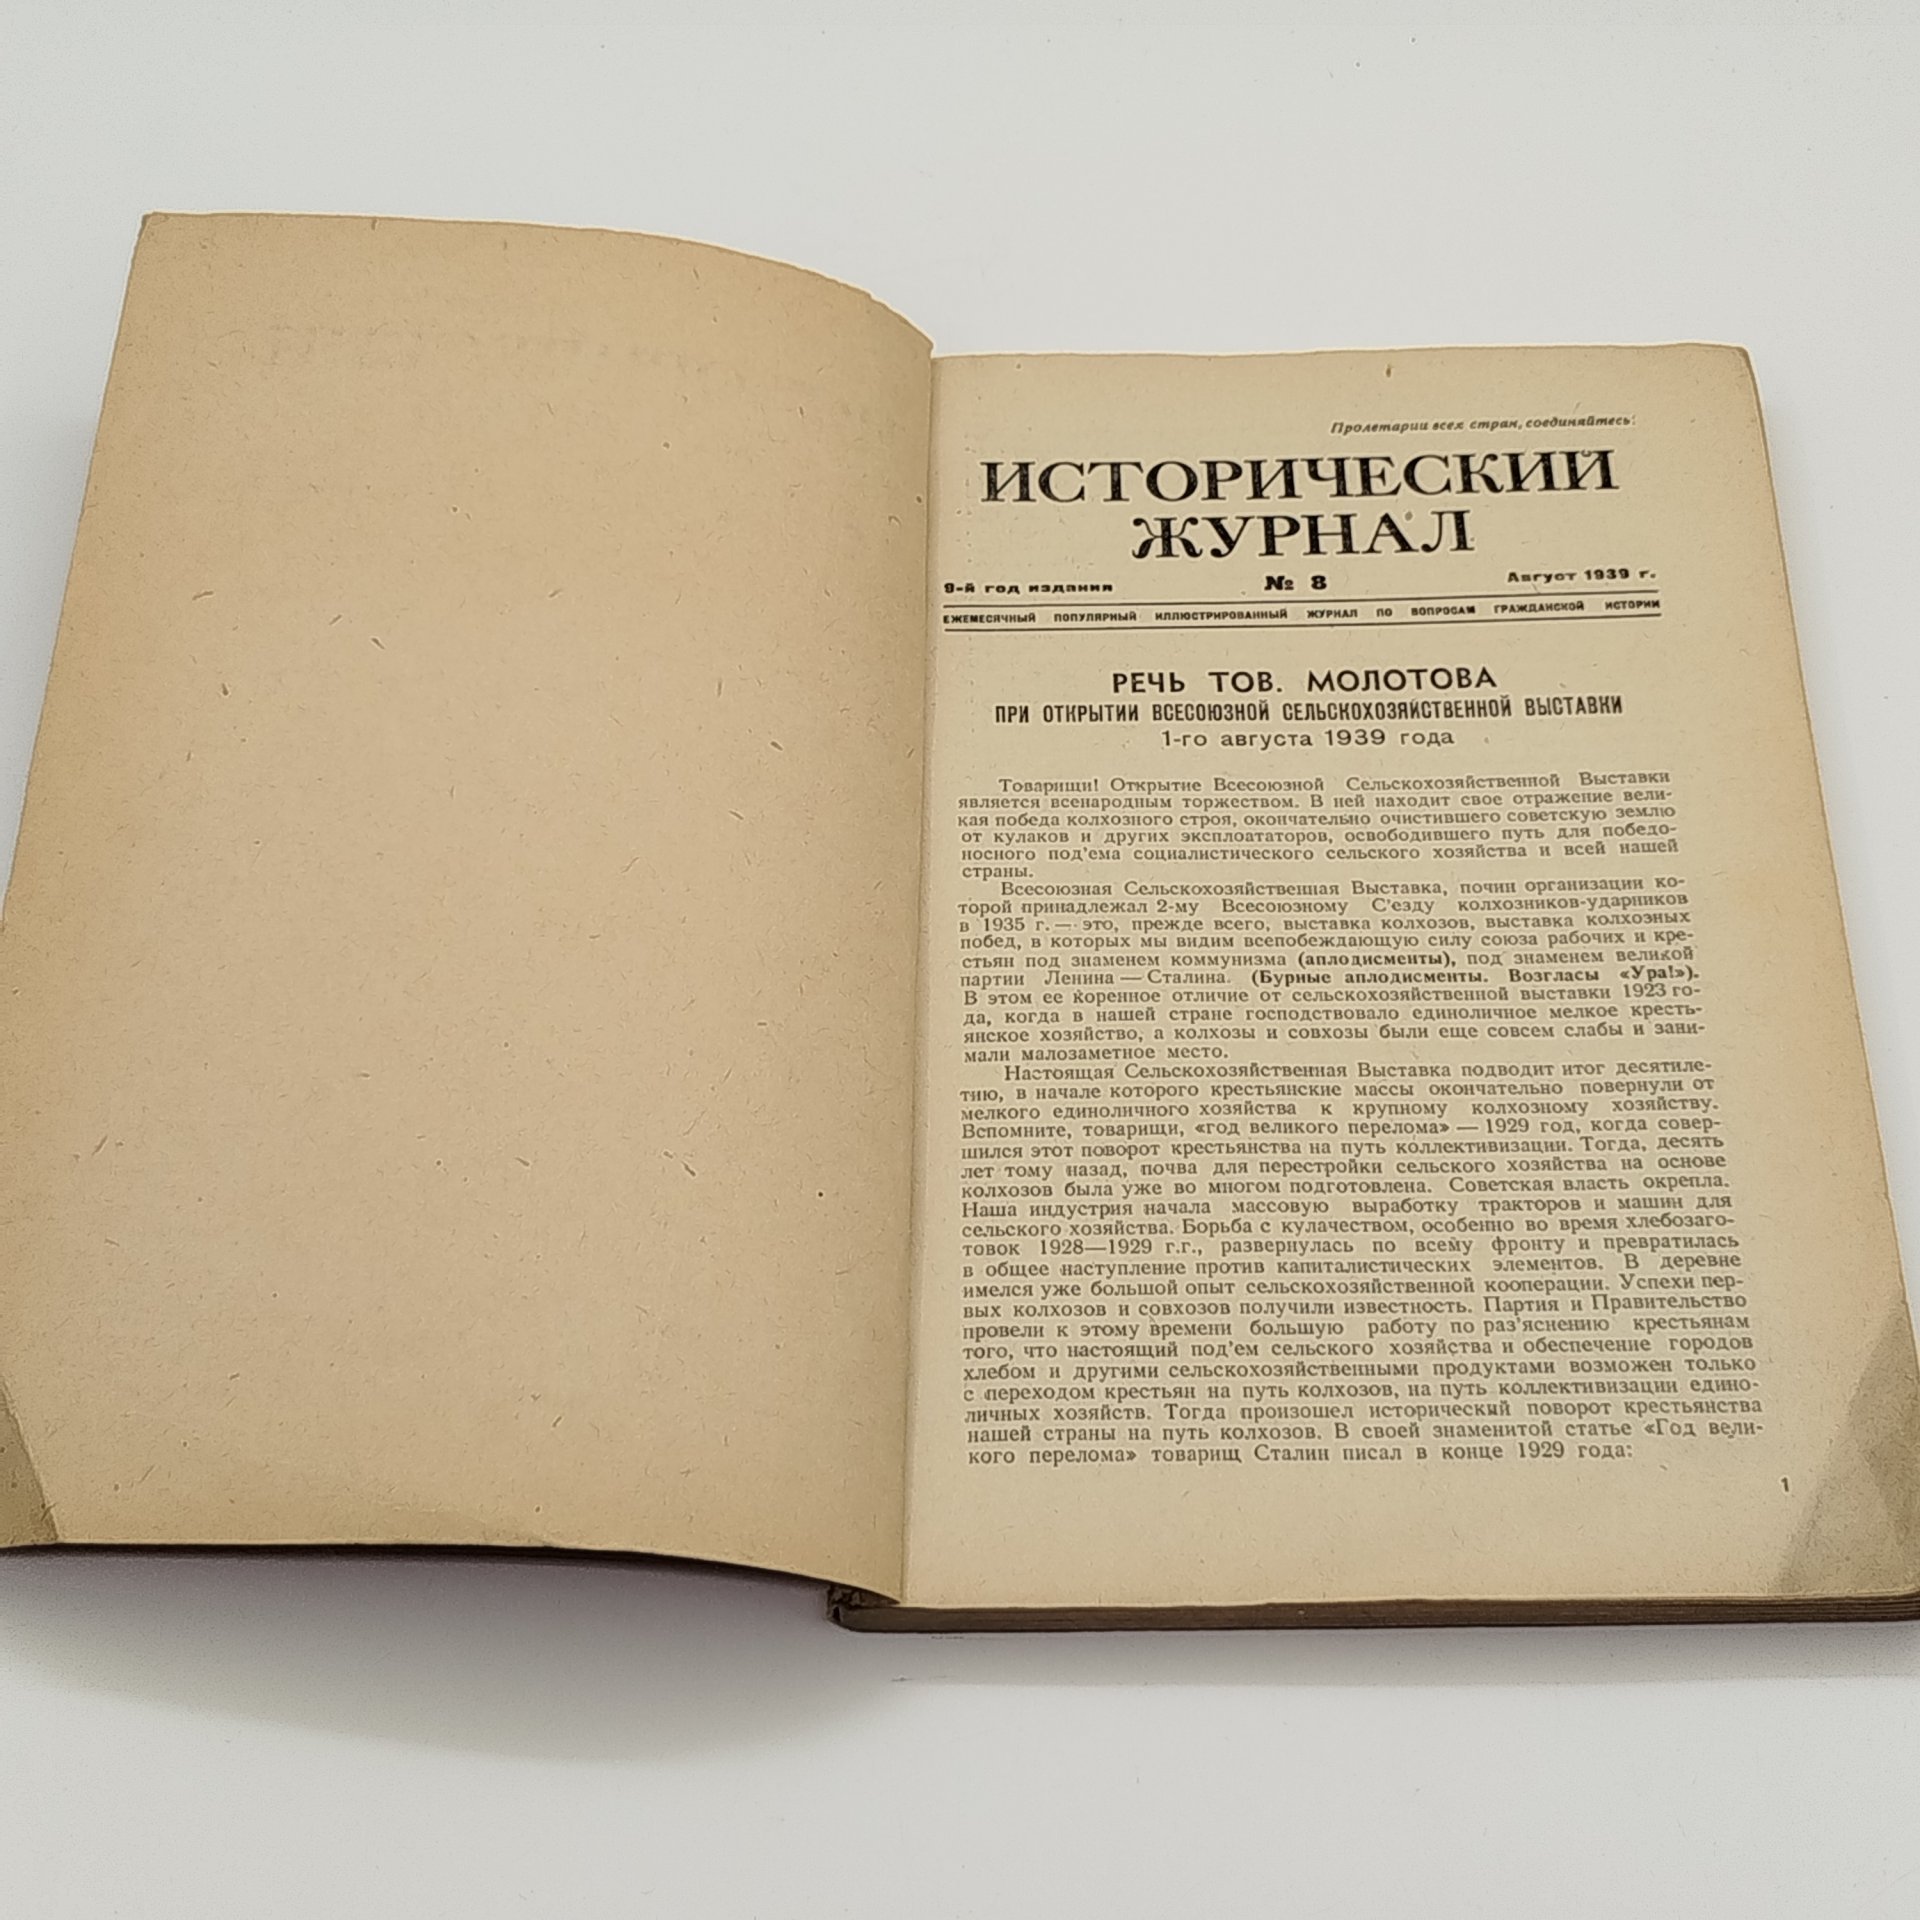 Пролетарии всех стран, соединяйтесь!
ИСТОРИЧЕСКИЙ
ЖУРНАЛ
9-й год издания № 8 Август 1939 г.
ЕЖЕМЕСЯЧНЫЙ ПОПУЛЯРНЫЙ ИЛЛЮСТРИРОВАННЫЙ ЖУРНАЛ ПО ВОПРОСАМ ГРАЖДАНСКОЙ ИСТОРИИ
РЕЧЬ ТОВ. МОЛОТОВА
ПРИ ОТКРЫТИИ ВСЕСОЮЗНОЙ СЕЛЬСКОХОЗЯЙСТВЕННОЙ ВЫСТАВКИ
1-го августа 1939 года
Товарищи! Открытие Всесоюзной Сельскохозяйственной Выставки
является всенародным торжеством. В ней находит свое отражение вели-
кая победа колхозного строя, окончательно очистившего советскую землю
от кулаков и других эксплоататоров, освободившего путь для победо-
носного под'ема социалистического сельского хозяйства и всей нашей
страны.
Всесоюзная Сельскохозяйственная Выставка, почин организации ко-
торой принадлежал 2-му Всесоюзному С'езду колхозников-ударников
в 1935 г. — это, прежде всего, выставка колхозов, выставка колхозных
побед, в которых мы видим всепобеждающую силу союза рабочих и кре-
стьян под знаменем коммунизма (аплодисменты), под знаменем великой
партии Ленина — Сталина. (Бурные аплодисменты. Возгласы «Ура!»).
В этом ее коренное отличие от сельскохозяйственной выставки 1923 го-
да, когда в нашей стране господствовало единоличное мелкое кресть-
янское хозяйство, а колхозы и совхозы были еще совсем слабы и зани-
мали малозаметное место.
Настоящая Сельскохозяйственная Выставка подводит итог десятиле-
тию, в начале которого крестьянские массы окончательно повернули от
мелкого единоличного хозяйства к крупному колхозному хозяйству.
Вспомните, товарищи, «год великого перелома» — 1929 год, когда совер-
шился этот поворот крестьянства на путь коллективизации. Тогда, десять
лет тому назад, почва для перестройки сельского хозяйства на основе
колхозов была уже во многом подготовлена. Советская власть окрепла.
Наша индустрия начала массовую выработку тракторов и машин для
сельского хозяйства. Борьба с кулачеством, особенно во время хлебозаго-
товок 1928—1929 г.г., развернулась по всему фронту и превратилась
в общее наступление против капиталистических элементов. В деревне
имелся уже большой опыт сельскохозяйственной кооперации. Успехи пер-
вых колхозов и совхозов получили известность. Партия и Правительство
провели к этому времени большую работу по раз'яснению крестьянам
того, что настоящий под'ем сельского хозяйства и обеспечение городов
хлебом и другими сельскохозяйственными продуктами возможен только
с переходом крестьян на путь колхозов, на путь коллективизации едино-
личных хозяйств. Тогда произошел исторический поворот крестьянства
нашей страны на путь колхозов. В своей знаменитой статье «Год вели-
кого перелома» товарищ Сталин писал в конце 1929 года:
1